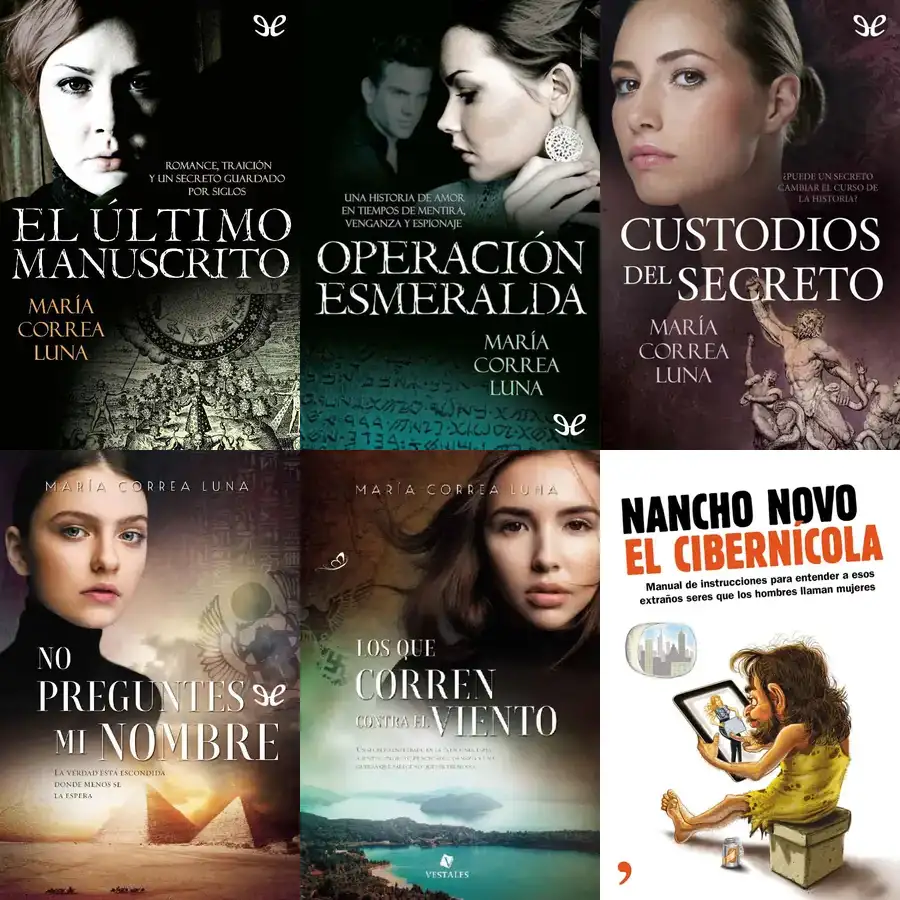 ROMANCE, TRAICIÓN
Y UN SECRETO GUARDADO
POR SIGLOS
EL ÚLTIMO
MANUSCRITO
MARÍA
CORREA
LUNA
UNA HISTORIA DE AMOR
EN TIEMPOS DE MENTIRA,
VENGANZA Y ESPIONAJE
OPERACIÓN
ESMERALDA
MARÍA
CORREA
LUNA
¿PUEDE UN SECRETO
CAMBIAR EL CURSO DE
LA HISTORIA?
CUSTODIOS
DEL SECRETO
MARÍA
CORREA
LUNA
MARÍA CORREA LUNA
NO
PREGUNTES
MI NOMBRE
LA VERDAD ESTÁ ESCONDIDA
DONDE MENOS SE
LA ESPERA
MARÍA CORREA LUNA
LOS QUE
CORREN
CONTRA EL VIENTO
VESTALES
NANCHO NOVO
EL CIBERNÍCOLA
Manual de instrucciones para entender a esos
extraños seres que los hombres llaman mujeres